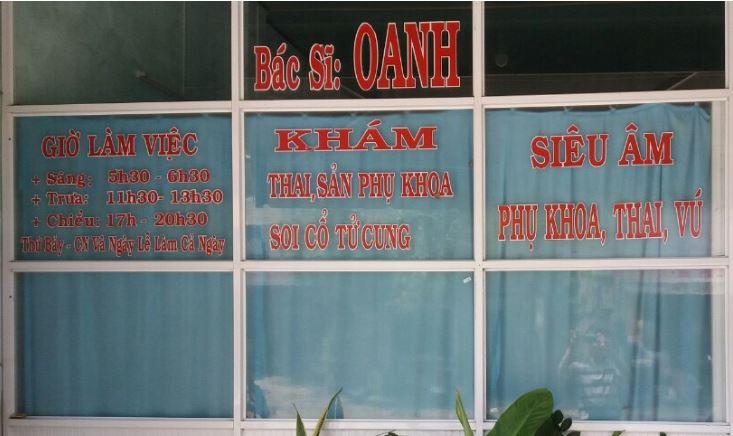 Bác Sĩ: OANH
GIỜ LÀM VIỆC
+ Sáng: 5h30 - 6h30
+ Trưa: 11h30- 13h30
+ Chiều: 17h - 20h30
Thứ Bảy - CN Và Ngày Lễ Làm Cả Ngày
KHÁM
THAI, SẢN PHỤ KHOA
SOI CỔ TỬ CUNG
SIÊU ÂM
PHỤ KHOA, THAI, VÚ